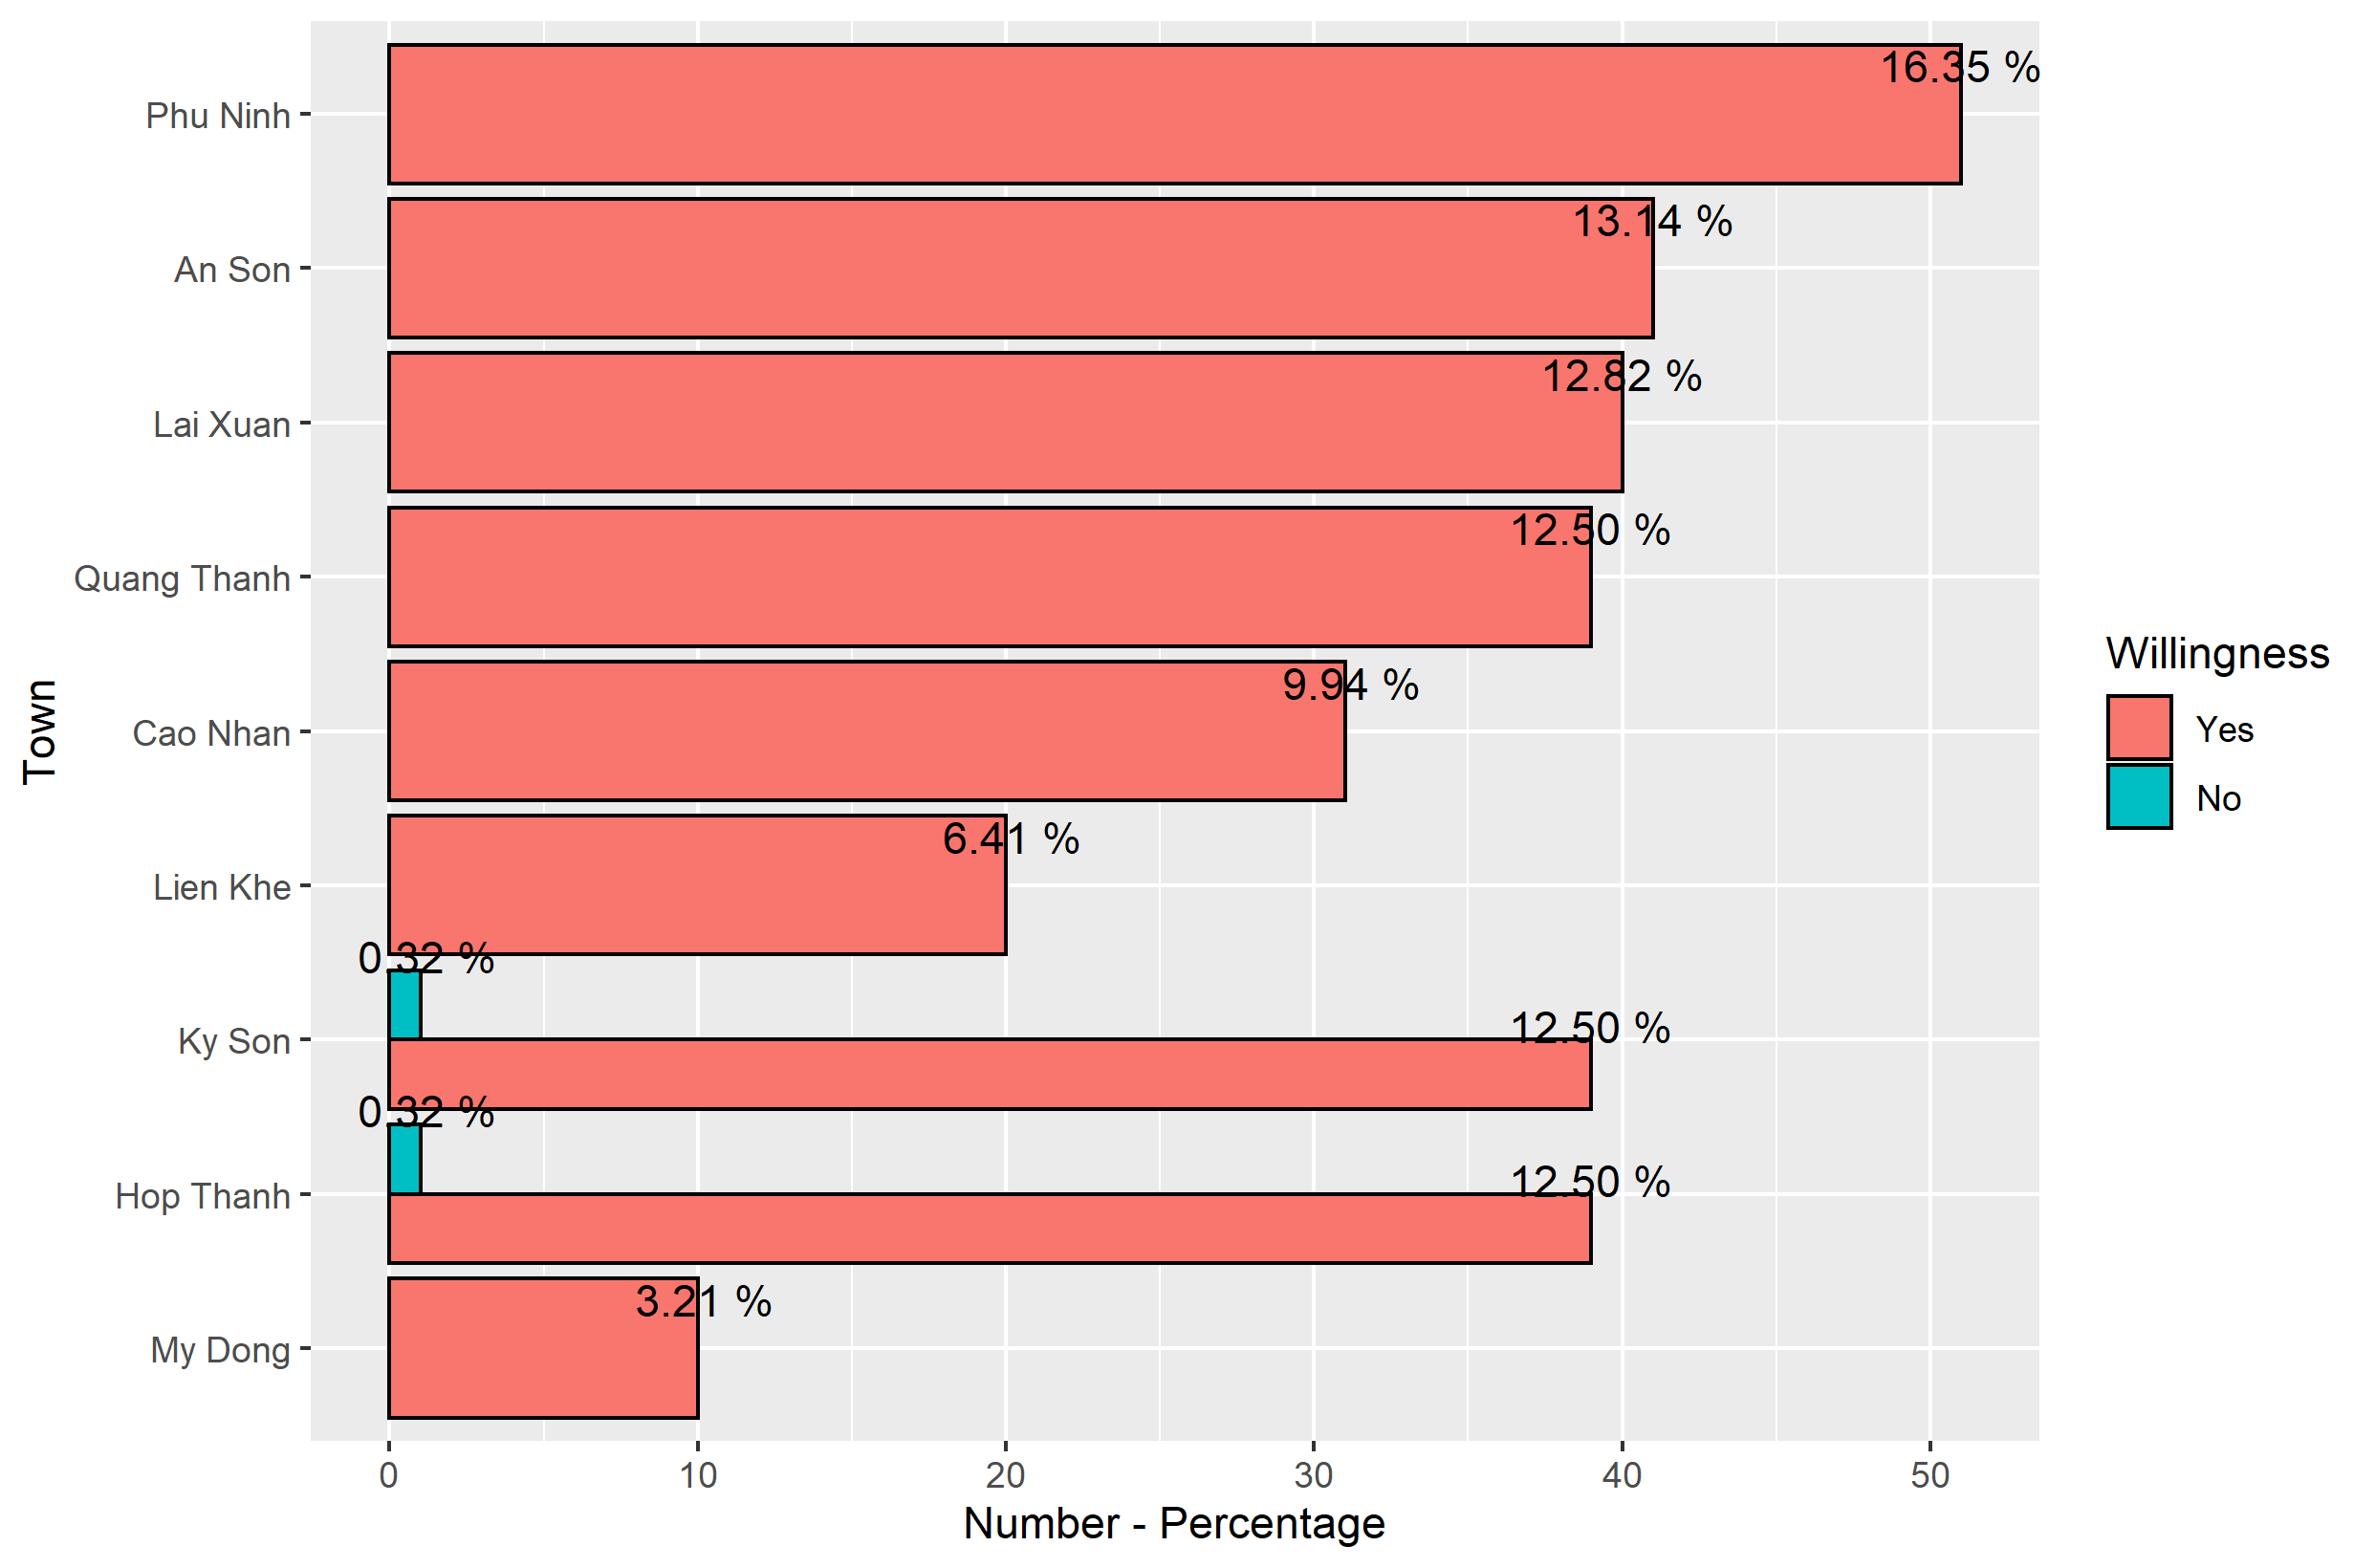 Phu Ninh
16.35 %
An Son
13.14 %
Lai Xuan
12.82 %
Quang Thanh
12.50 %
Cao Nhan
9.94 %
Lien Khe
6.41 %
0.32 %
Ky Son
12.50 %
0.32 %
Hop Thanh
12.50 %
My Dong
3.21 %
Town
0 10 20 30 40 50
Number - Percentage
Willingness
Yes
No